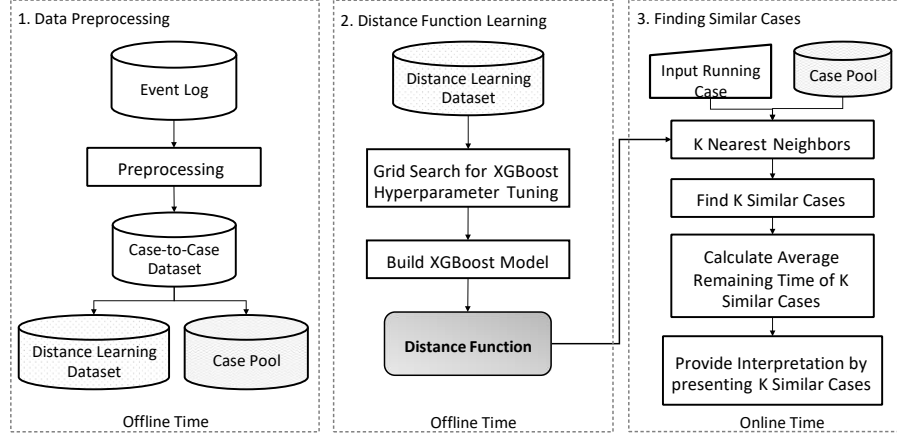 1. Data Preprocessing
Event Log
Preprocessing
Case-to-Case
Dataset
Distance Learning
Dataset
Case Pool
Offline Time
2. Distance Function Learning
Distance Learning
Dataset
Grid Search for XGBoost
Hyperparameter Tuning
Build XGBoost Model
Distance Function
Offline Time
3. Finding Similar Cases
Input Running
Case
Case Pool
K Nearest Neighbors
Find K Similar Cases
Calculate Average
Remaining Time of K
Similar Cases
Provide Interpretation by
presenting K Similar Cases
Online Time